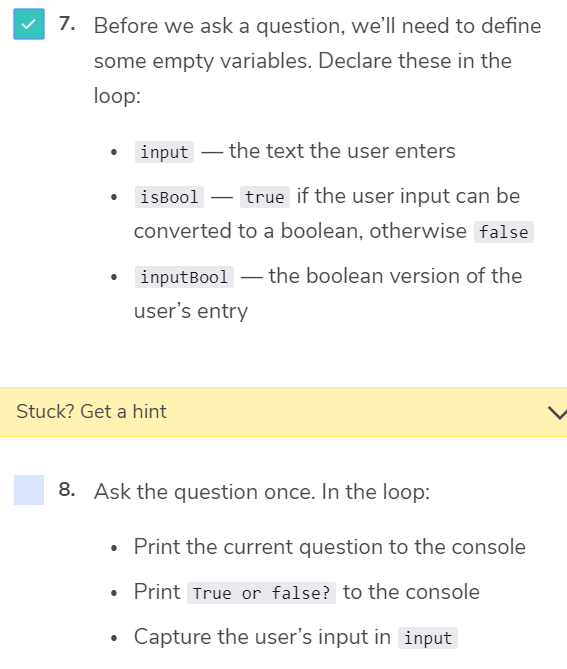 7. Before we ask a question, we'll need to define
some empty variables. Declare these in the
loop:
• input — the text the user enters
• isBool — true if the user input can be
converted to a boolean, otherwise false
• inputBool — the boolean version of the
user's entry
Stuck? Get a hint
8. Ask the question once. In the loop:
• Print the current question to the console
• Print True or false? to the console
• Capture the user's input in input